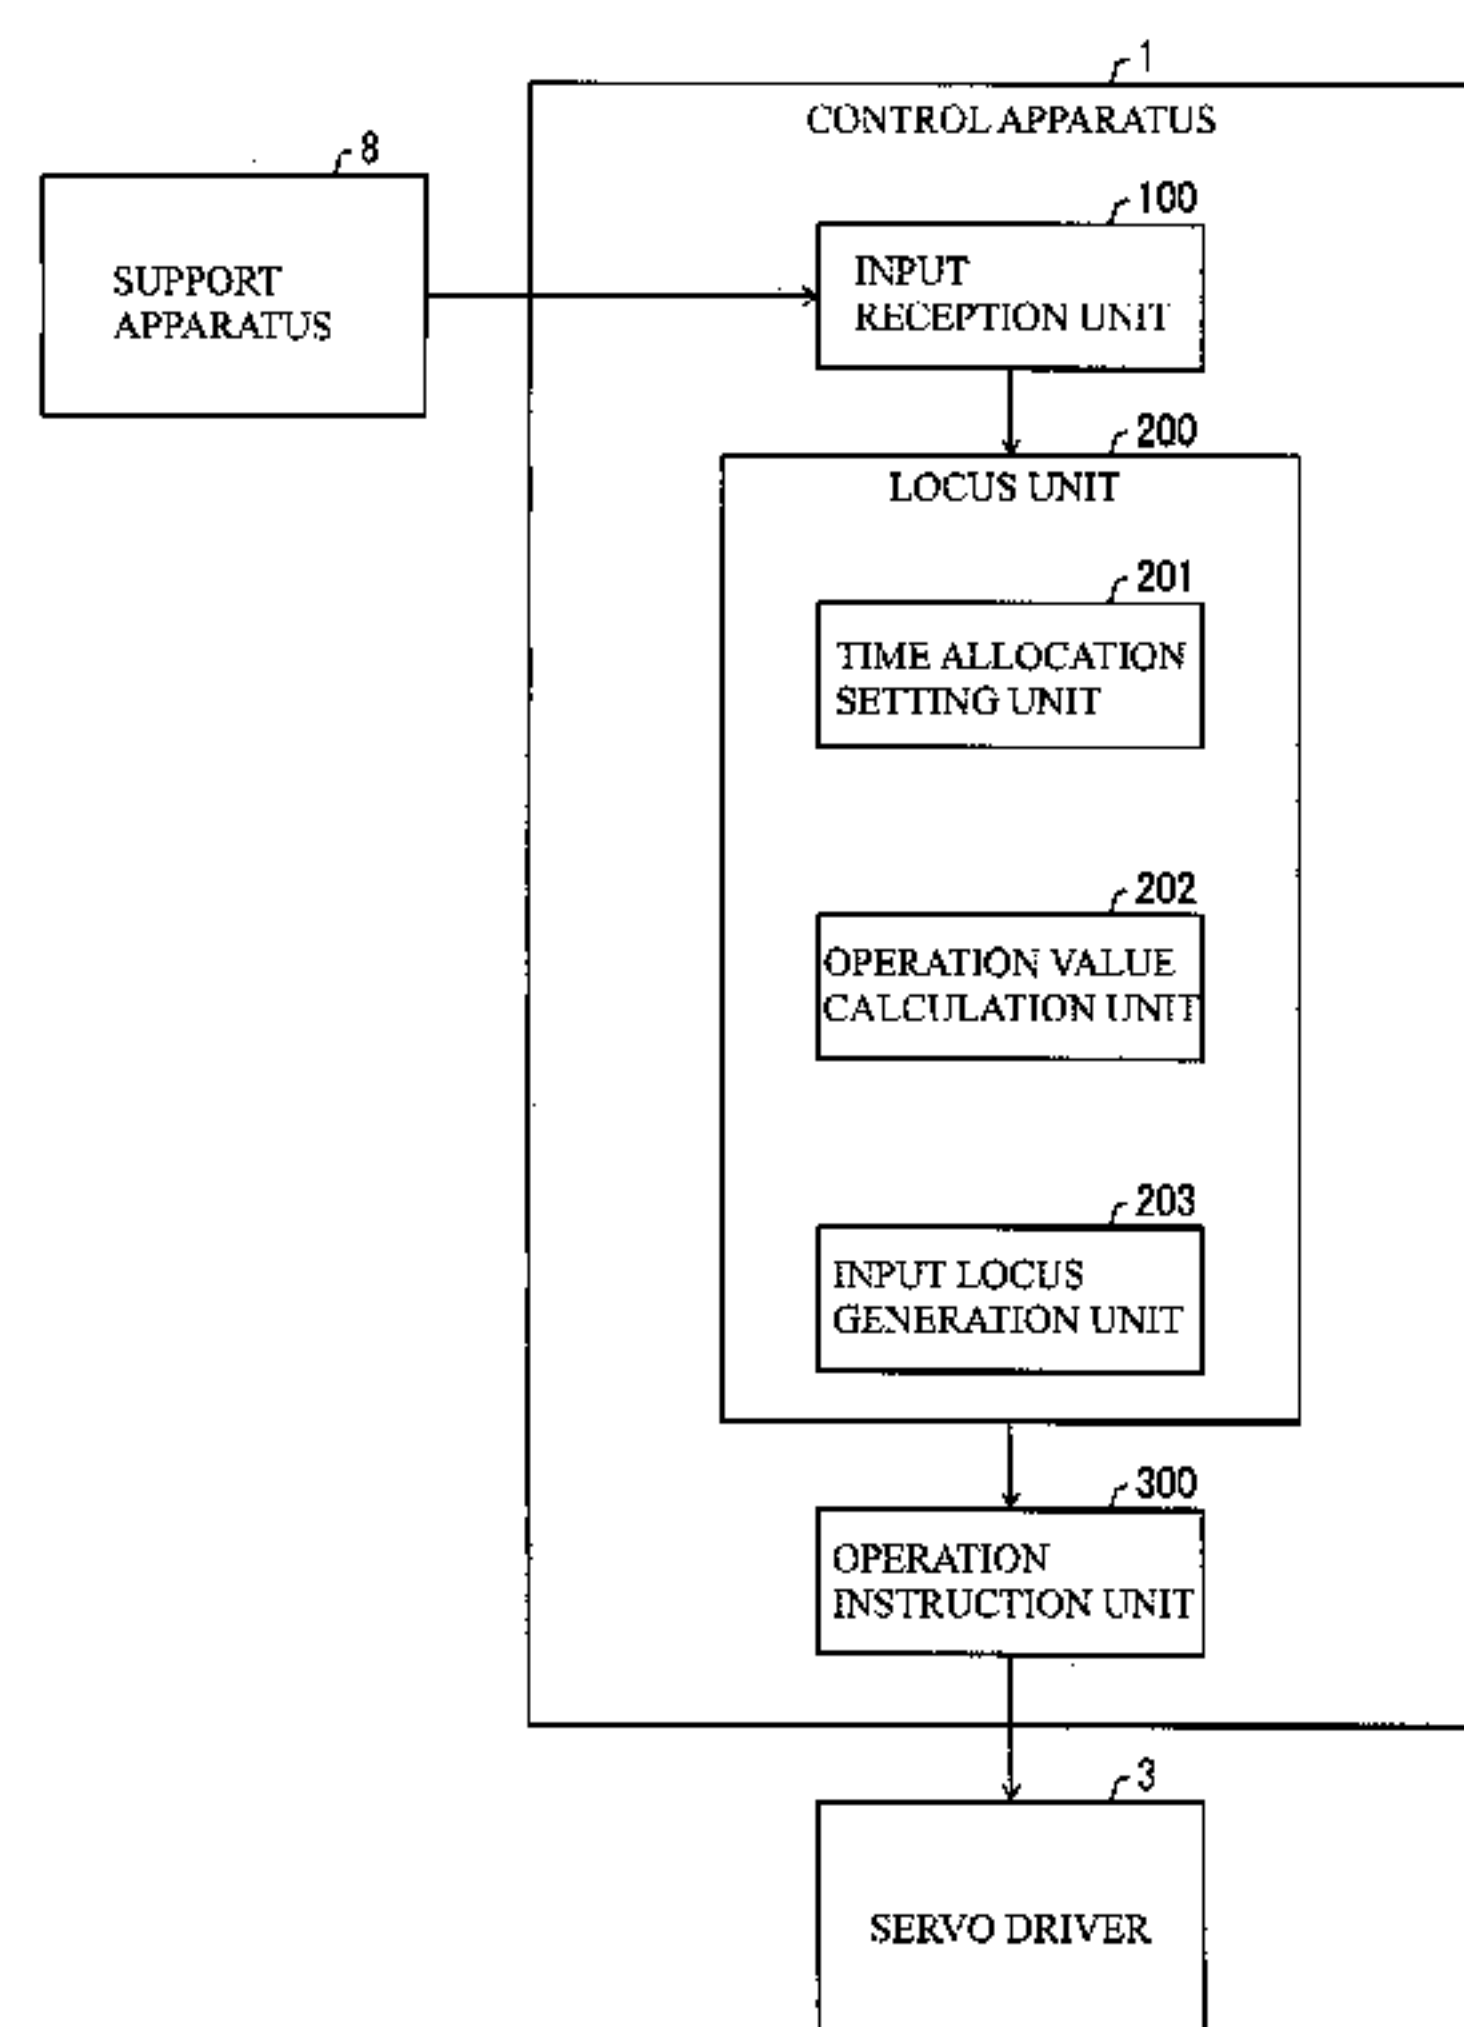 1
CONTROL APPARATUS
8
SUPPORT
APPARATUS
100
INPUT
RECEPTION UNIT
200
LOCUS UNIT
201
TIME ALLOCATION
SETTING UNIT
202
OPERATION VALUE
CALCULATION UNIT
203
INPUT LOCUS
GENERATION UNIT
300
OPERATION
INSTRUCTION UNIT
3
SERVO DRIVER